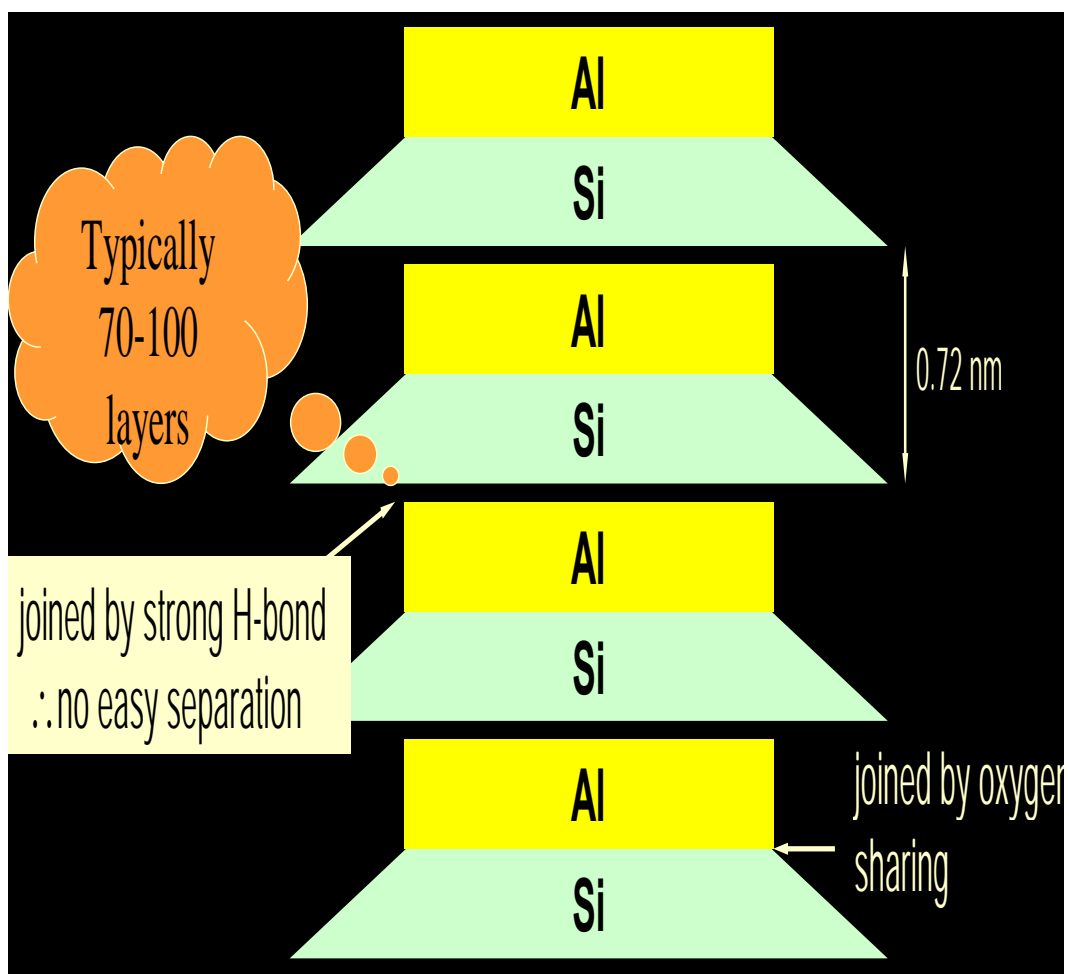 Al
Si
Typically
70-100
layers
Al
Si
0.72 nm
joined by strong H-bond
∴ no easy separation
Al
Si
Al
Si
joined by oxygen
sharing